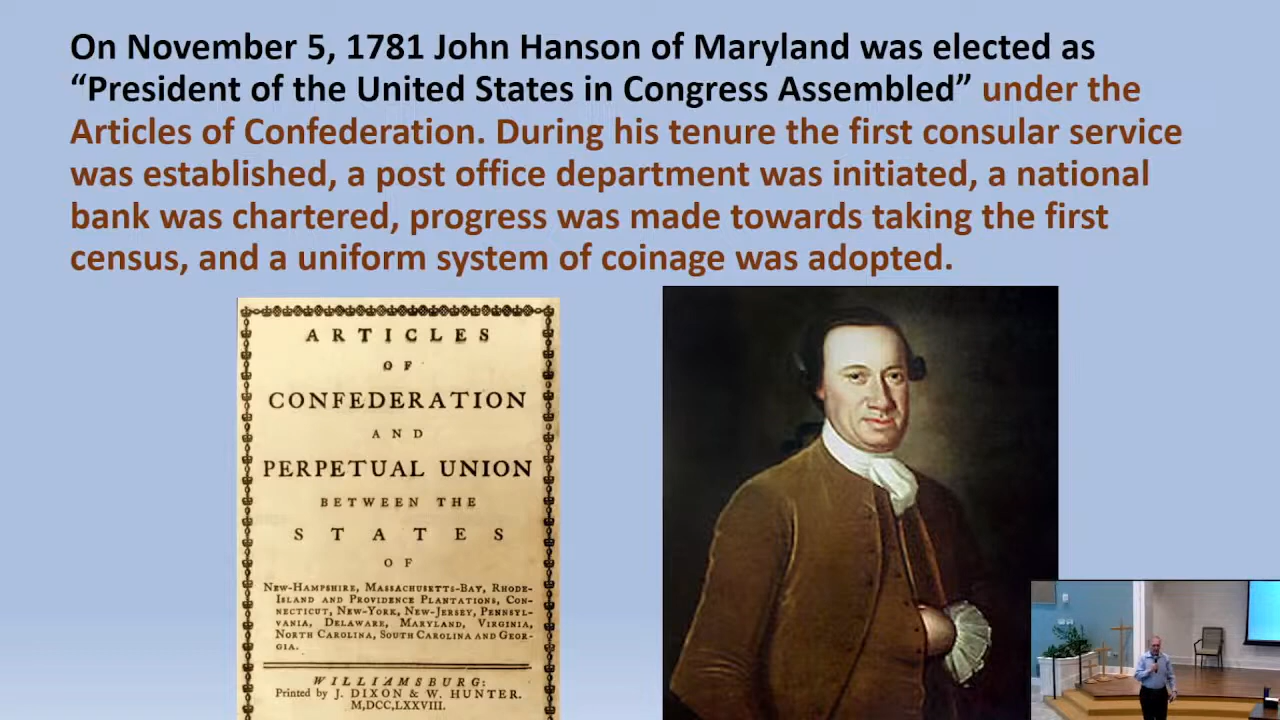 On November 5, 1781 John Hanson of Maryland was elected as
“President of the United States in Congress Assembled” under the
Articles of Confederation. During his tenure the first consular service
was established, a post office department was initiated, a national
bank was chartered, progress was made towards taking the first
census, and a uniform system of coinage was adopted.
ARTICLES
OF
CONFEDERATION
AND
PERPETUAL UNION
BETWEEN THE
STATES
OF
New-Hampshire, Massachusetts-Bay, Rhode-
Island and Providence Plantations, Con-
necticut, New-York, New-Jersey, Pennsyl-
vania, Delaware, Maryland, Virginia,
North Carolina, South Carolina and Geor-
gia.
WILLIAMSBURG:
Printed by J. DIXON & W. HUNTER.
M,DCC,LXXVIII.